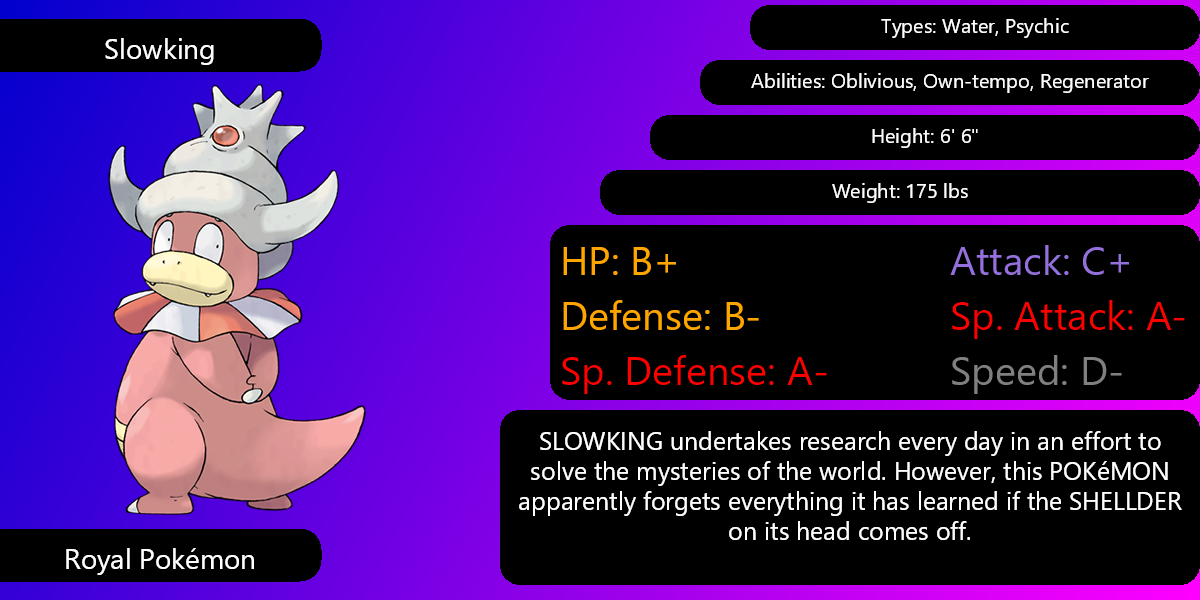 Slowking
Royal Pokémon
Types: Water, Psychic
Abilities: Oblivious, Own-tempo, Regenerator
Height: 6' 6"
Weight: 175 lbs
HP: B+
Attack: C+
Defense: B-
Sp. Attack: A-
Sp. Defense: A-
Speed: D-
SLOWKING undertakes research every day in an effort to
solve the mysteries of the world. However, this POKéMON
apparently forgets everything it has learned if the SHELLDER
on its head comes off.